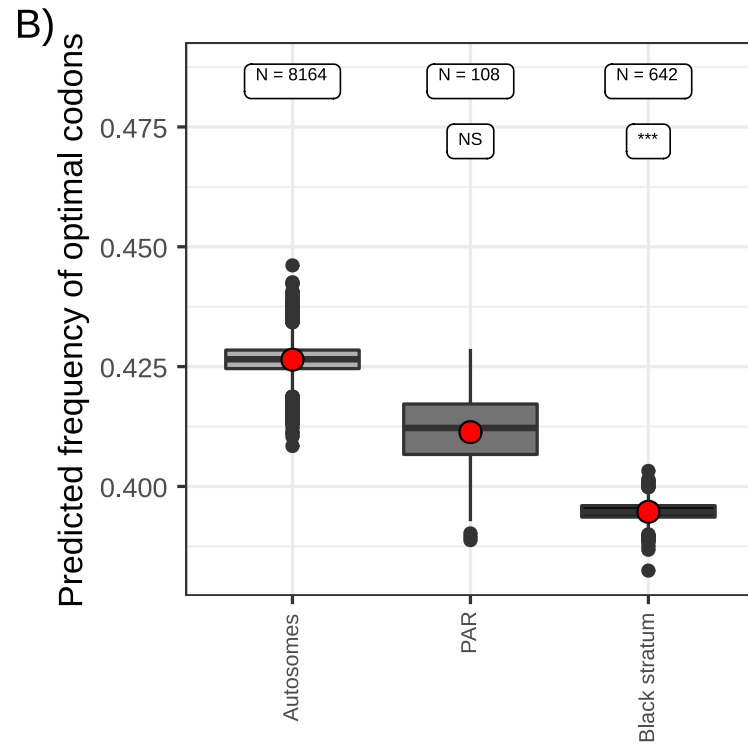 B)
Predicted frequency of optimal codons
N = 8164
N = 108
N = 642
NS
***
0.475
0.450
0.425
0.400
Autosomes
PAR
Black stratum